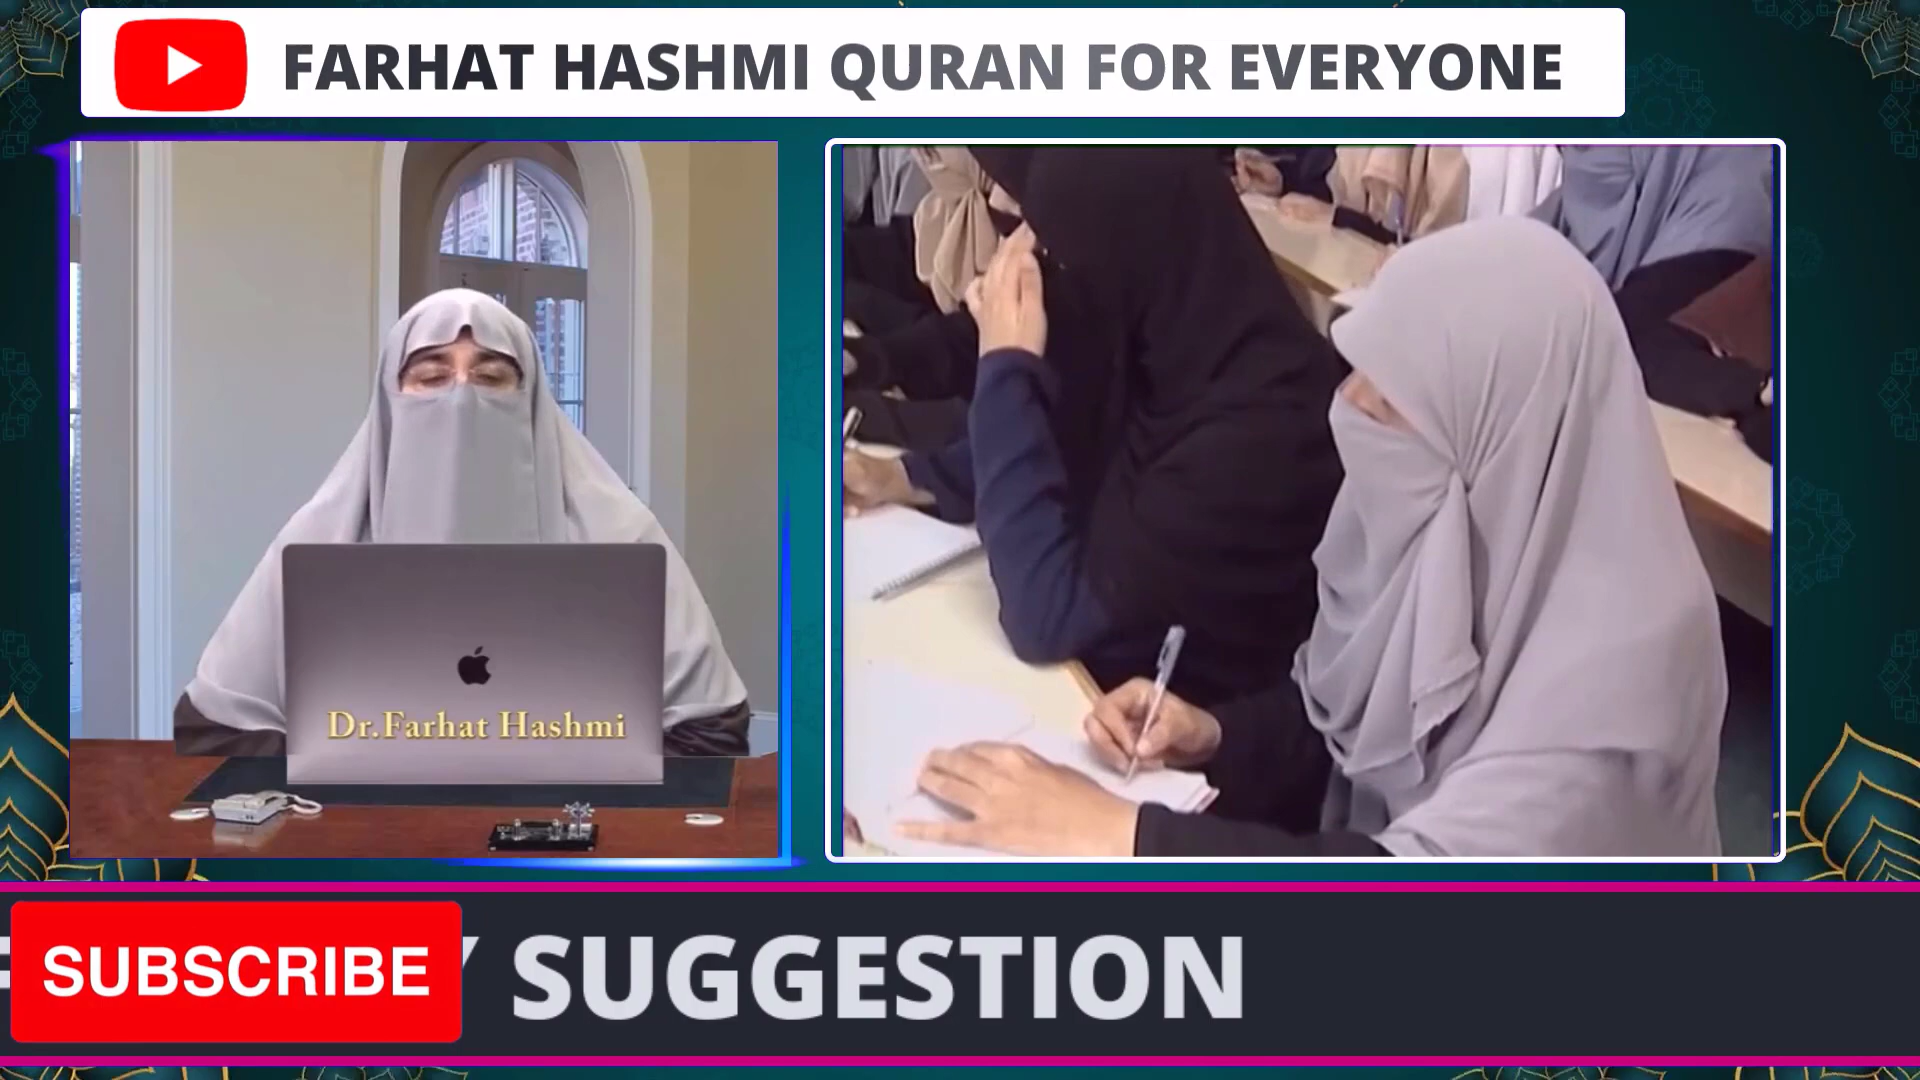 FARHAT HASHMI QURAN FOR EVERYONE
Dr.Farhat Hashmi
SUBSCRIBE
SUGGESTION